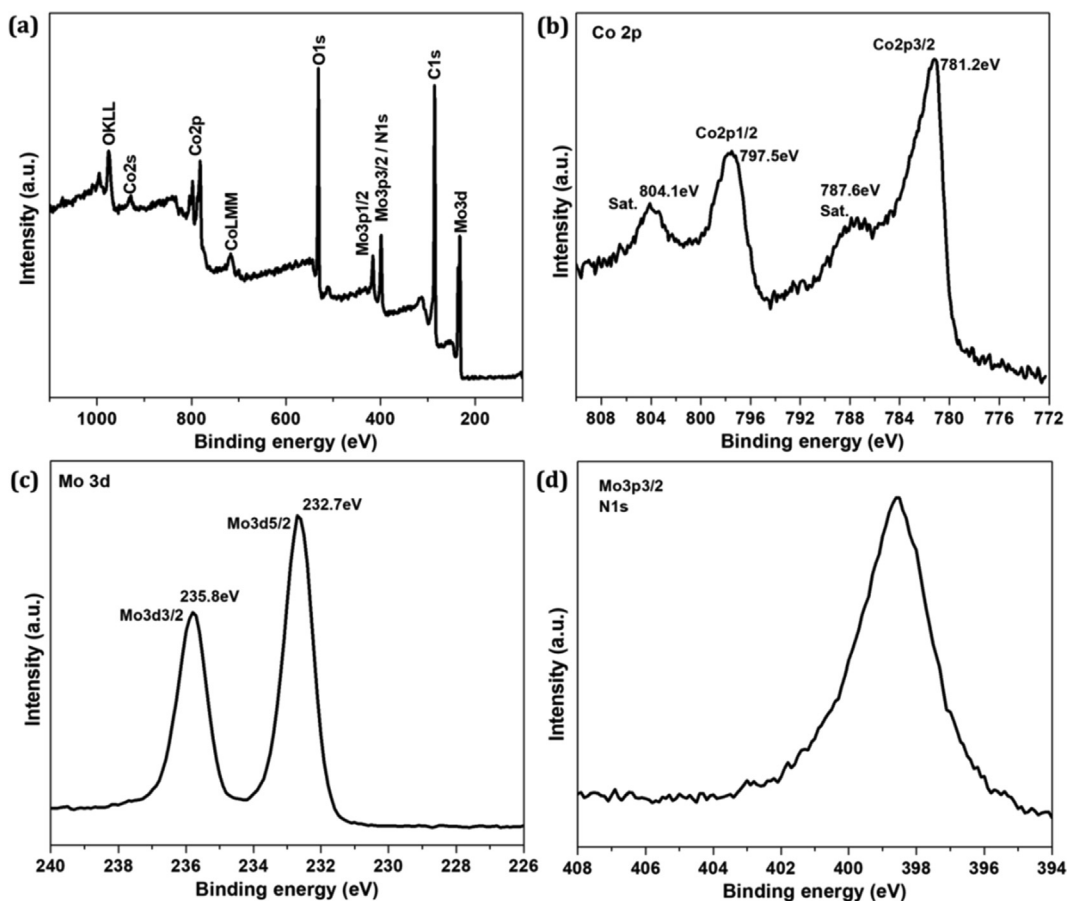 (a)
OKLL
Co2s
Co2p
CoLMM
O1s
Mo3p1/2
Mo3p3/2 / N1s
C1s
Mo3d
Intensity (a.u.)
1000 800 600 400 200
Binding energy (eV)
(b)
Co 2p
Co2p3/2
781.2eV
Co2p1/2
797.5eV
804.1eV
Sat.
787.6eV
Sat.
Intensity (a.u.)
808 804 800 796 792 788 784 780 776 772
Binding energy (eV)
(c)
Mo 3d
232.7eV
Mo3d5/2
235.8eV
Mo3d3/2
Intensity (a.u.)
240 238 236 234 232 230 228 226
Binding energy (eV)
(d)
Mo3p3/2
N1s
Intensity (a.u.)
408 406 404 402 400 398 396 394
Binding energy (eV)